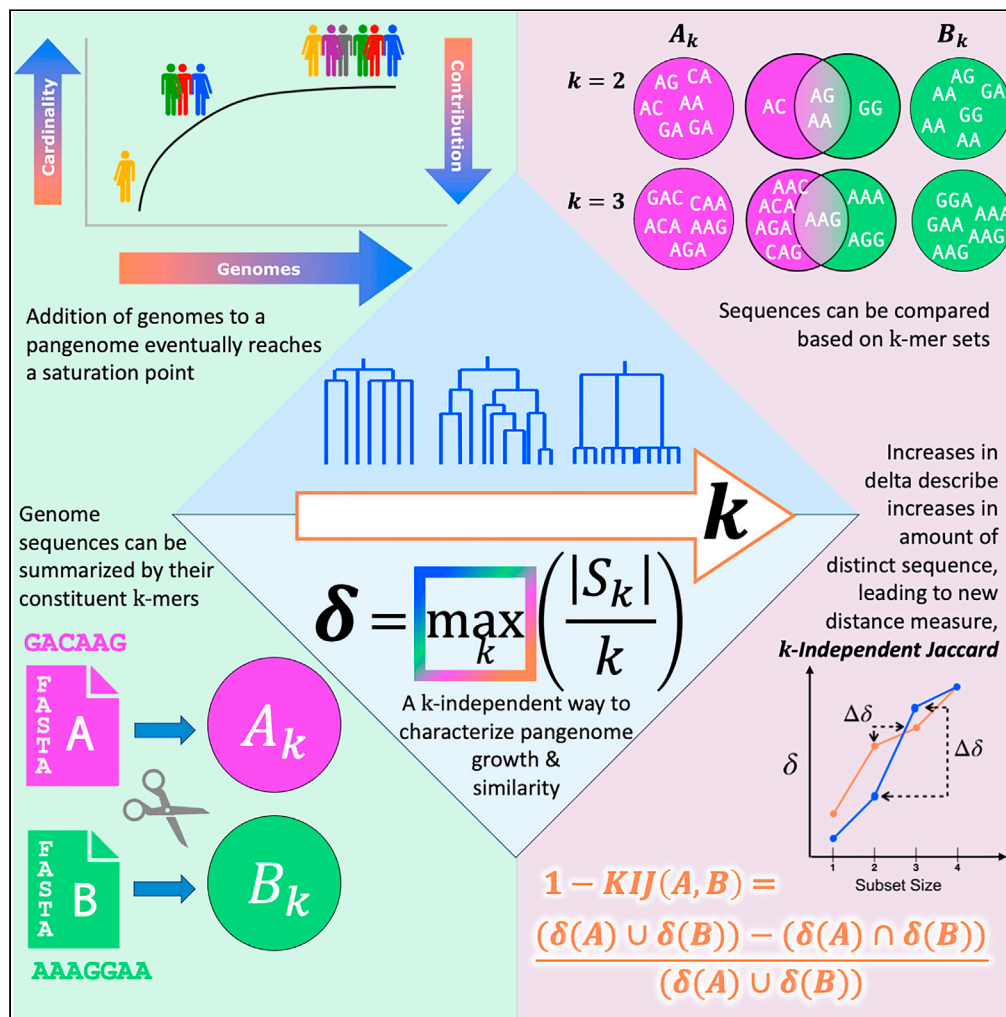 Cardinality
Contribution
Genomes
Addition of genomes to a
pangenome eventually reaches
a saturation point
A_k
B_k
k = 2
AG CA
AC AA
GA GA
AC
AG
AA
GG
AG
AA GA
GG
AA
AA
k = 3
GAC CAA
ACA AAG
AGA
AAC
ACA
AGA
CAG
AAG
AAA
AGG
GGA
AAA
GAA
AAG
AAG
Sequences can be compared
based on k-mer sets
k
δ = max_k (|S_k| / k)
A k-independent way to
characterize pangenome
growth &
similarity
Genome
sequences can be
summarized by their
constituent k-mers
GACAAG
FASTA
A
A_k
FASTA
B
B_k
AAAGGAA
Increases in
delta describe
increases in
amount of
distinct sequence,
leading to new
distance measure,
k-Independent Jaccard
δ
Δδ
Δδ
1 2 3 4
Subset Size
1 − KIJ(A, B) =
(δ(A) ∪ δ(B)) − (δ(A) ∩ δ(B))
(δ(A) ∪ δ(B))